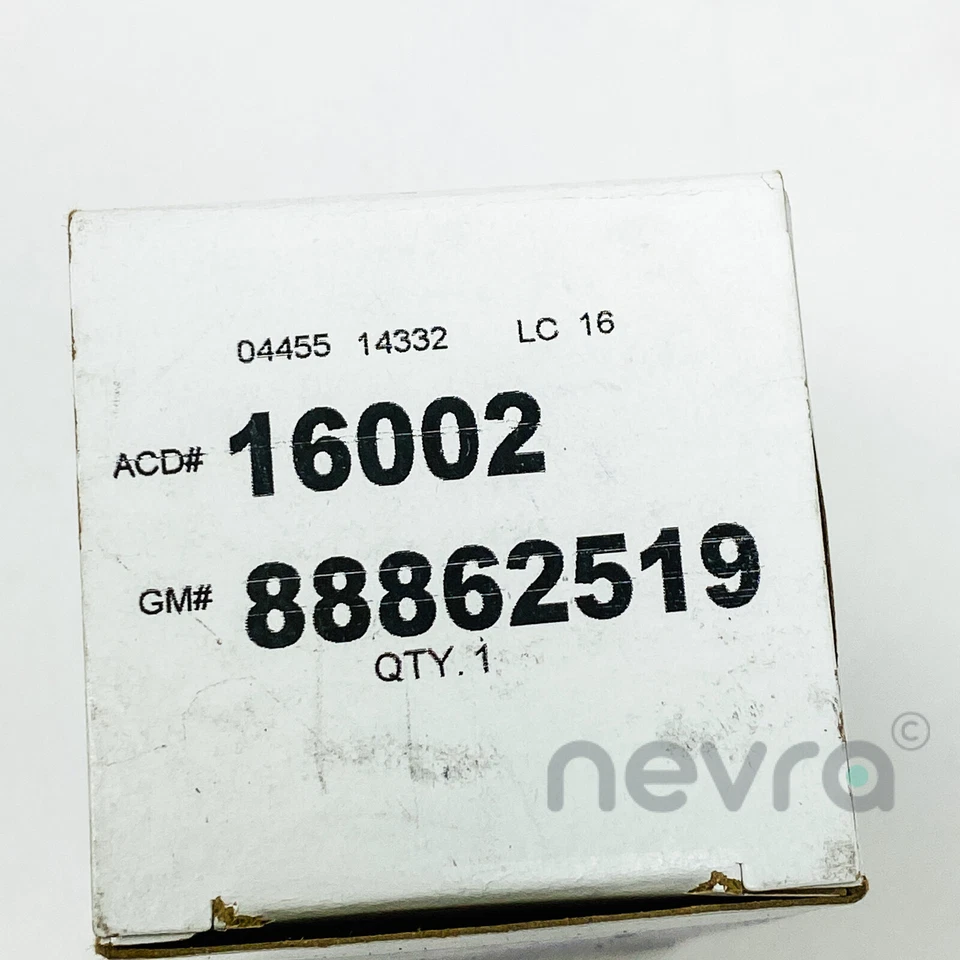 04455 14332 LC 16
ACD# 16002
GM# 88862519
QTY. 1
nevra©